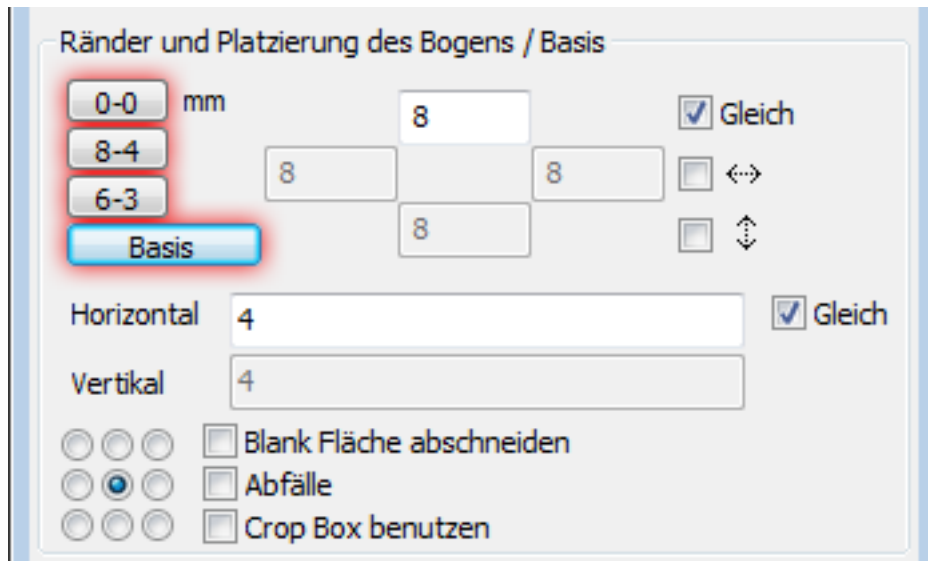 Ränder und Platzierung des Bogens / Basis
0-0 mm 8 Gleich
8-4
8 8
6-3
8
Basis
Horizontal 4 Gleich
Vertikal 4
Blank Fläche abschneiden
Abfälle
Crop Box benutzen